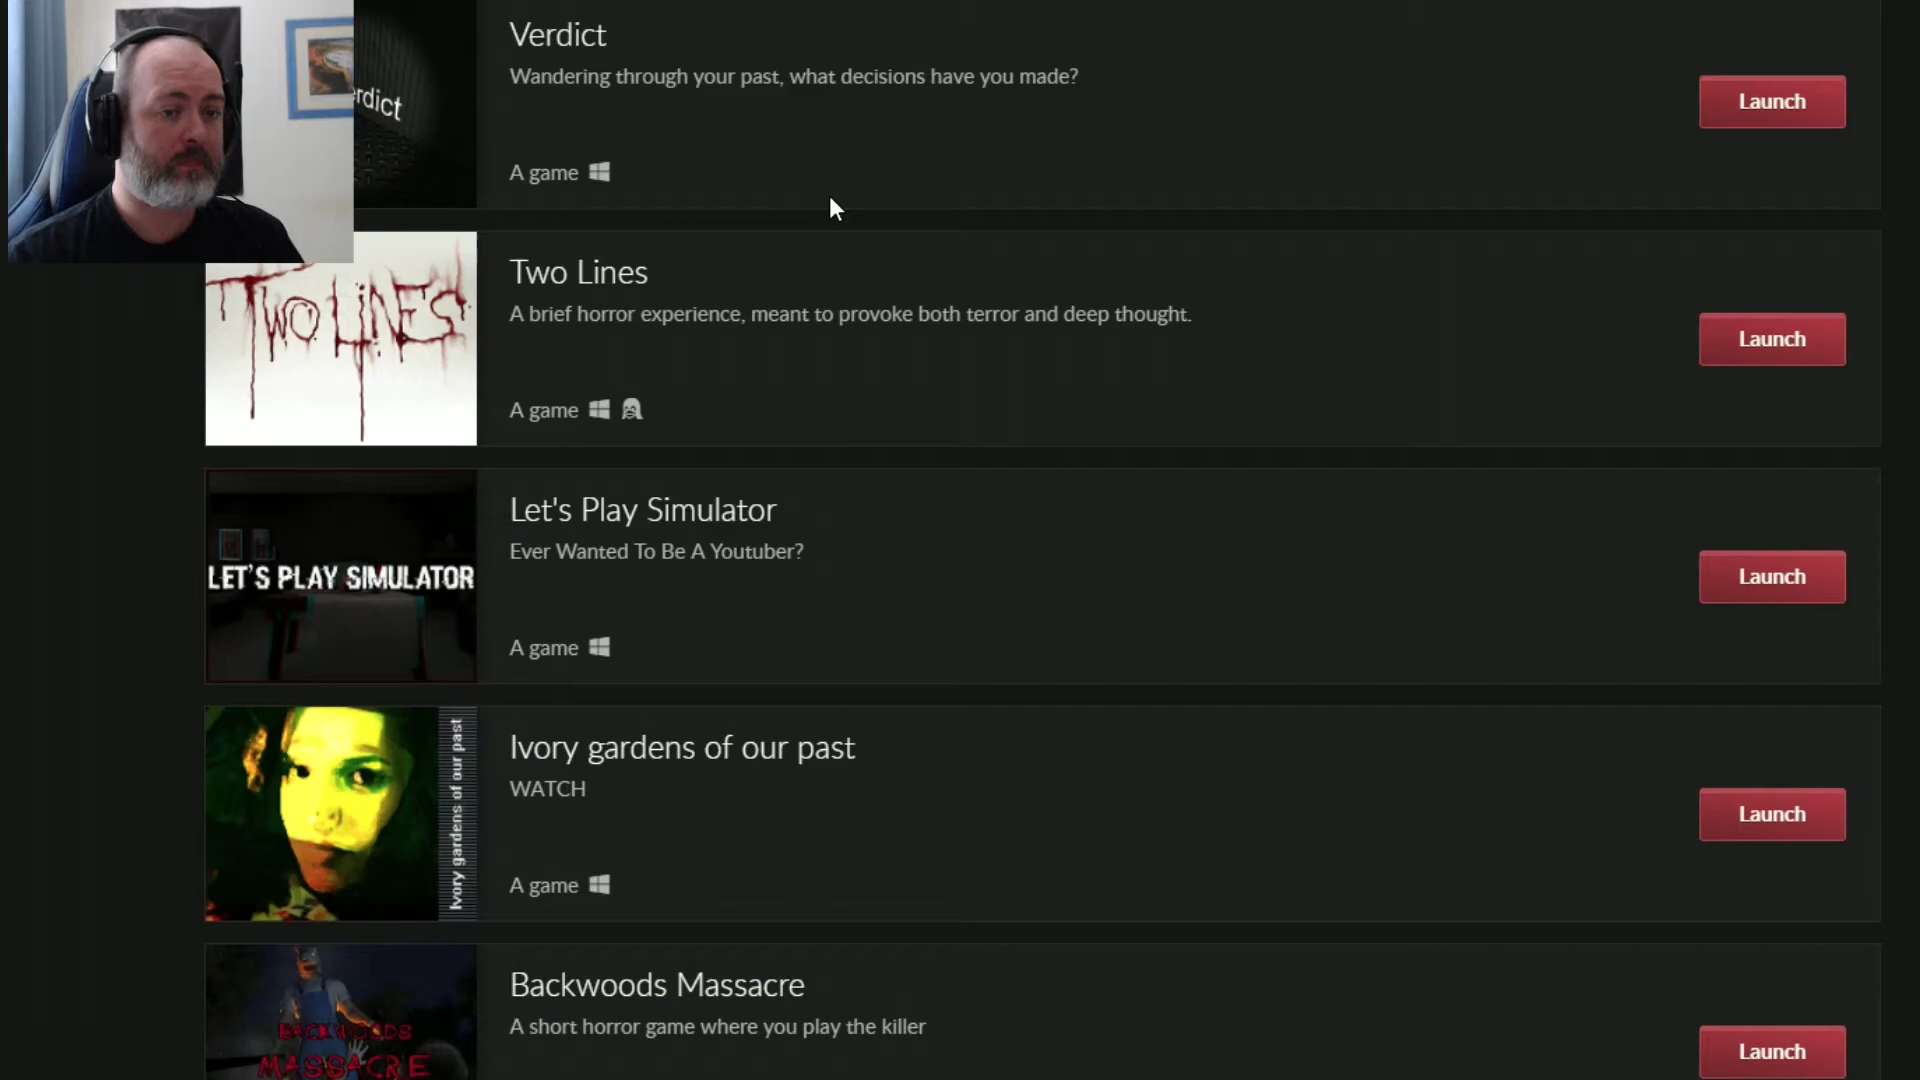 Verdict
Wandering through your past, what decisions have you made?
Launch
erdict
A game
Two Lines
A brief horror experience, meant to provoke both terror and deep thought.
Launch
TWO LINES
A game
Let's Play Simulator
Ever Wanted To Be A Youtuber?
Launch
LET'S PLAY SIMULATOR
A game
Ivory gardens of our past
WATCH
Launch
Ivory gardens of our past
A game
Backwoods Massacre
A short horror game where you play the killer
Launch
BACKWOODS
MASSACRE